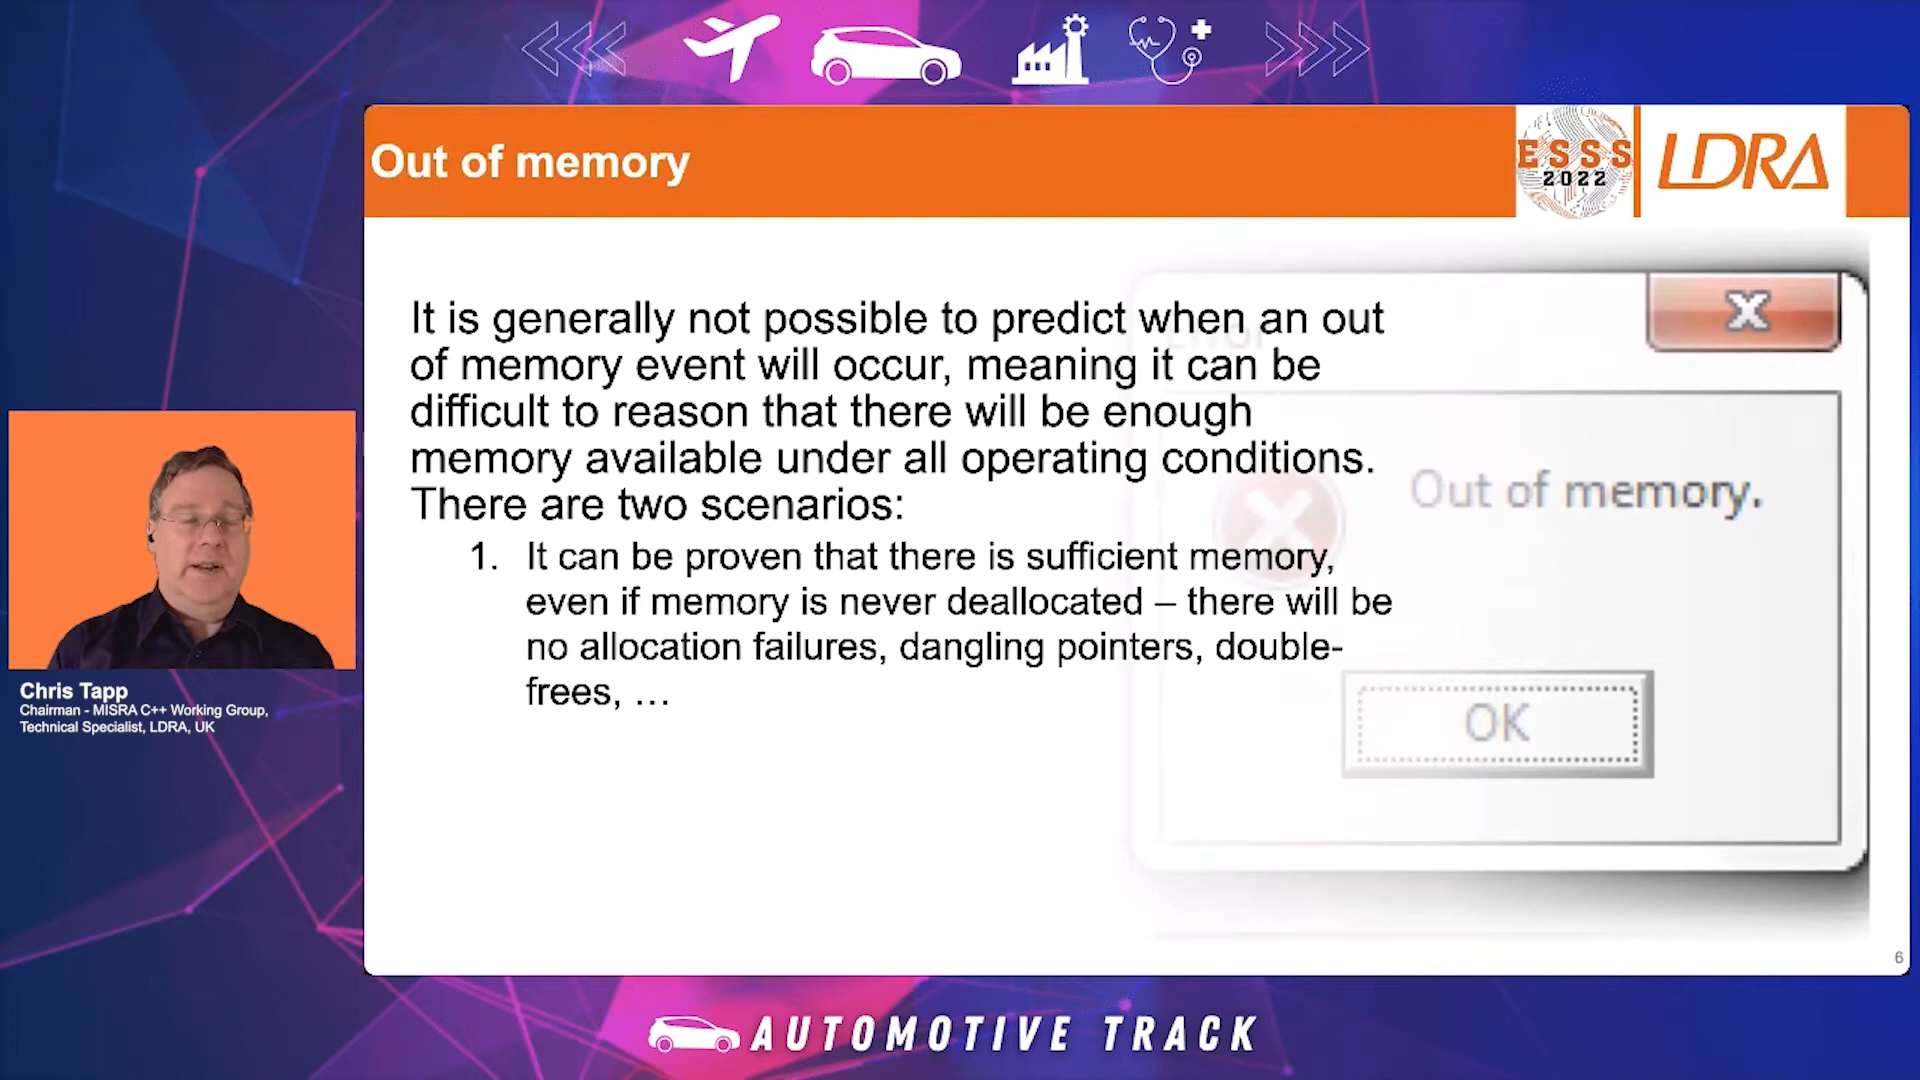 Out of memory
ESSS
2022
LDRA
It is generally not possible to predict when an out
of memory event will occur, meaning it can be
difficult to reason that there will be enough
memory available under all operating conditions.
There are two scenarios:
1. It can be proven that there is sufficient memory,
even if memory is never deallocated – there will be
no allocation failures, dangling pointers, double-
frees, …
Error
X
Out of memory.
OK
Chris Tapp
Chairman - MISRA C++ Working Group,
Technical Specialist, LDRA, UK
6
AUTOMOTIVE TRACK